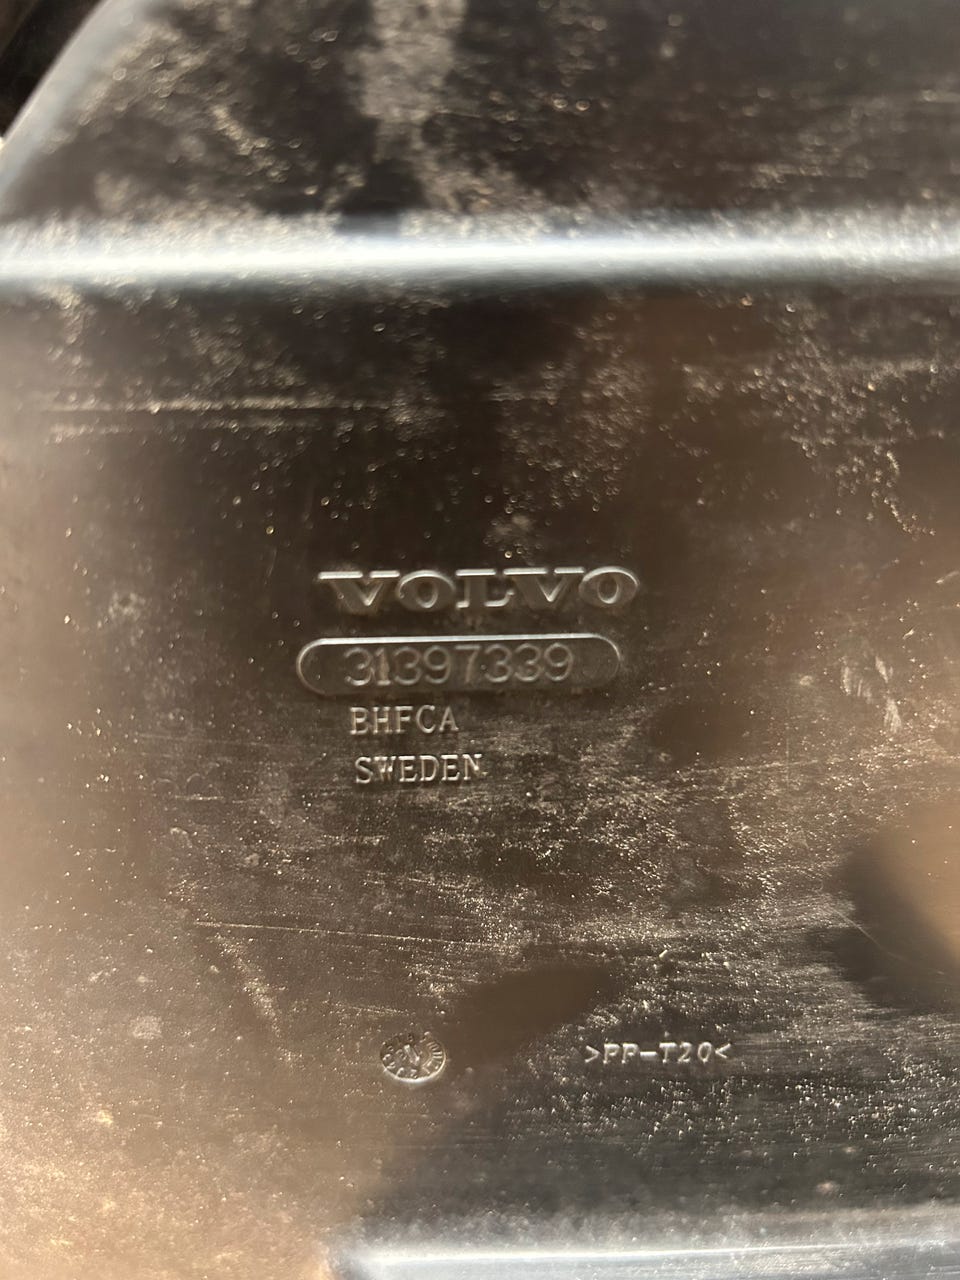 VOLVO
31397339
BHFCA
SWEDEN
>PP-T20<